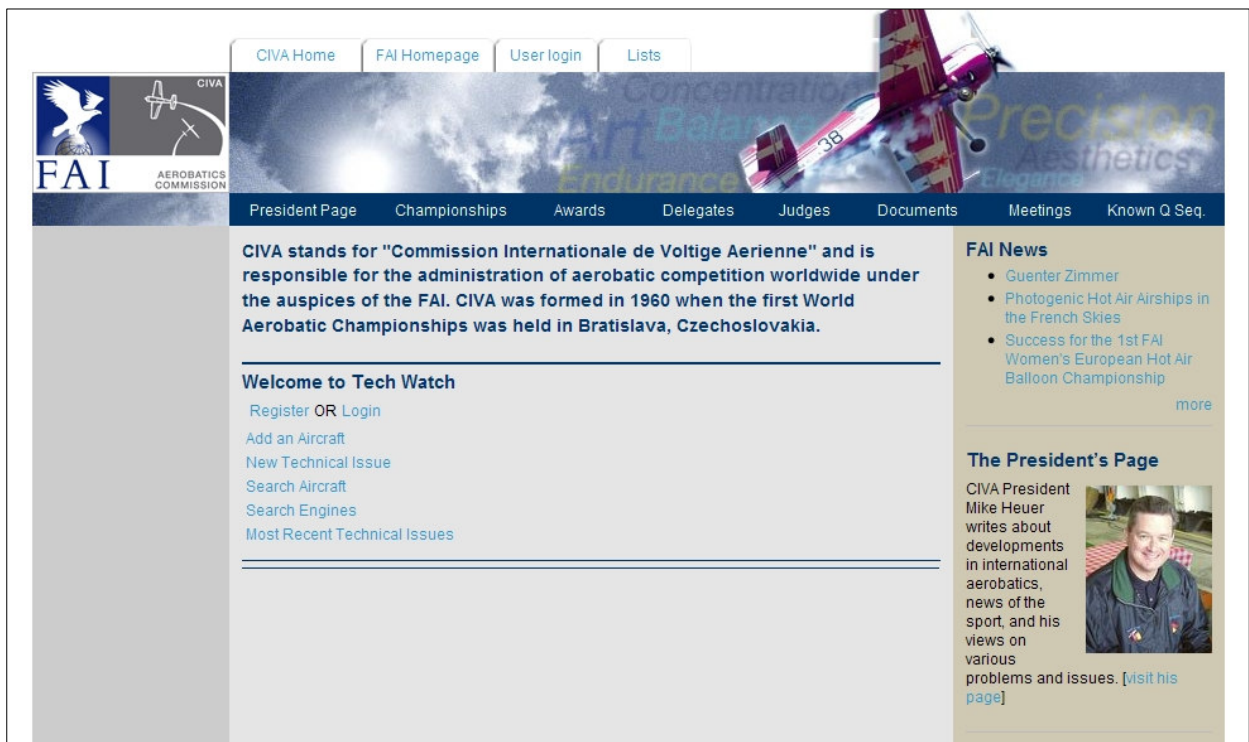 CIVA Home
FAI Homepage
User login
Lists
CIVA
FAI
AEROBATICS
COMMISSION
Concentration
Art
Balance
Endurance
38
Precision
Aesthetics
Elegance
President Page
Championships
Awards
Delegates
Judges
Documents
Meetings
Known Q Seq.
CIVA stands for "Commission Internationale de Voltige Aerienne" and is
responsible for the administration of aerobatic competition worldwide under
the auspices of the FAI. CIVA was formed in 1960 when the first World
Aerobatic Championships was held in Bratislava, Czechoslovakia.
Welcome to Tech Watch
Register OR Login
Add an Aircraft
New Technical Issue
Search Aircraft
Search Engines
Most Recent Technical Issues
FAI News
Guenter Zimmer
Photogenic Hot Air Airships in
the French Skies
Success for the 1st FAI
Women's European Hot Air
Balloon Championship
more
The President's Page
CIVA President
Mike Heuer
writes about
developments
in international
aerobatics,
news of the
sport, and his
views on
various
problems and issues. [visit his
page]